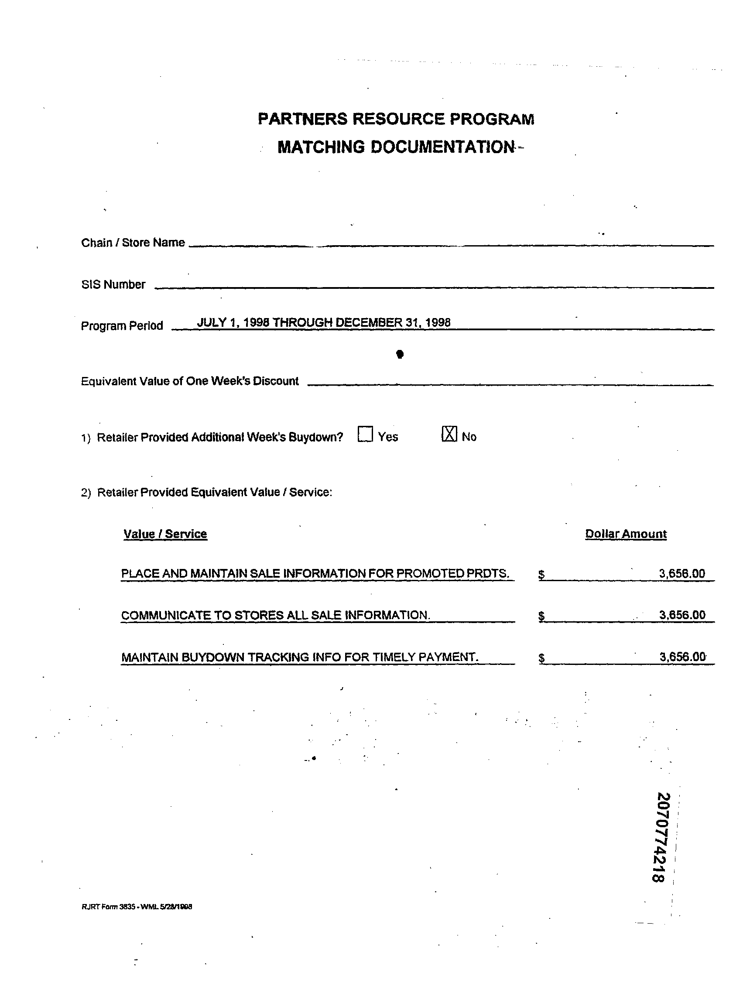 PARTNERS RESOURCE PROGRAM
MATCHING DOCUMENTATION
Chain / Store Name
SIS Number
Program Period JULY 1, 1998 THROUGH DECEMBER 31, 1998
Equivalent Value of One Week's Discount
1) Retailer Provided Additional Week's Buydown? Yes X No
2) Retailer Provided Equivalent Value / Service:
Value / Service Dollar Amount
PLACE AND MAINTAIN SALE INFORMATION FOR PROMOTED PRDTS. $ 3,656.00
COMMUNICATE TO STORES ALL SALE INFORMATION. $ 3,656.00
MAINTAIN BUYDOWN TRACKING INFO FOR TIMELY PAYMENT. $ 3,656.00
2070774218
RJRT Form 3635 - WML 5/28/1998